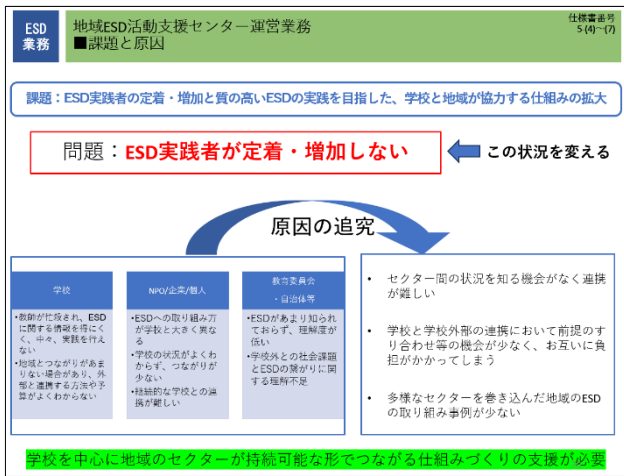 ESD
業務
地域ESD活動支援センター運営業務
■課題と原因
仕様書番号
5 (4)～(7)
課題：ESD実践者の定着・増加と質の高いESDの実践を目指した、学校と地域が協力する仕組みの拡大
問題：ESD実践者が定着・増加しない
この状況を変える
原因の追究
学校
•教師が忙殺され、ESD
に関する情報を得にく
く、中々、実践を行え
ない
•地域とつながりがあま
りない場合があり、外
部と連携する方法や予
算がよくわからない
NPO/企業/個人
•ESDへの取り組み方
が学校と大きく異な
る
•学校の状況がよくわ
からず、つながりが
少ない
•継続的な学校との連
携が難しい
教育委員会
・自治体等
•ESDがあまり知られ
ておらず、理解度が
低い
•学校外との社会課題
とESDの繋がりに関
する理解不足
• セクター間の状況を知る機会がなく連携
が難しい
• 学校と学校外部の連携において前提のす
り合わせ等の機会が少なく、お互いに負
担がかかってしまう
• 多様なセクターを巻き込んだ地域のESD
の取り組み事例が少ない
学校を中心に地域のセクターが持続可能な形でつながる仕組みづくりの支援が必要